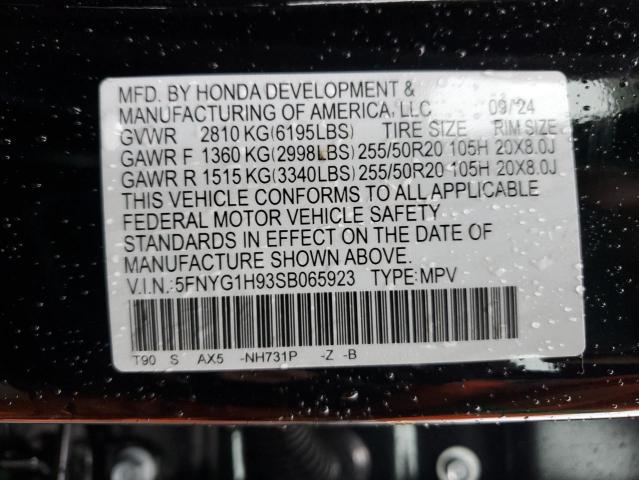 MFD. BY HONDA DEVELOPMENT &
MANUFACTURING OF AMERICA, LLC 09/24
GVWR 2810 KG(6195LBS) TIRE SIZE RIM SIZE
GAWR F 1360 KG(2998LBS) 255/50R20 105H 20X8.0J
GAWR R 1515 KG(3340LBS) 255/50R20 105H 20X8.0J
THIS VEHICLE CONFORMS TO ALL APPLICABLE
FEDERAL MOTOR VEHICLE SAFETY
STANDARDS IN EFFECT ON THE DATE OF
MANUFACTURE SHOWN ABOVE.
V.I.N.:5FNYG1H93SB065923 TYPE:MPV
T90 S AX5 -NH731P -Z -B